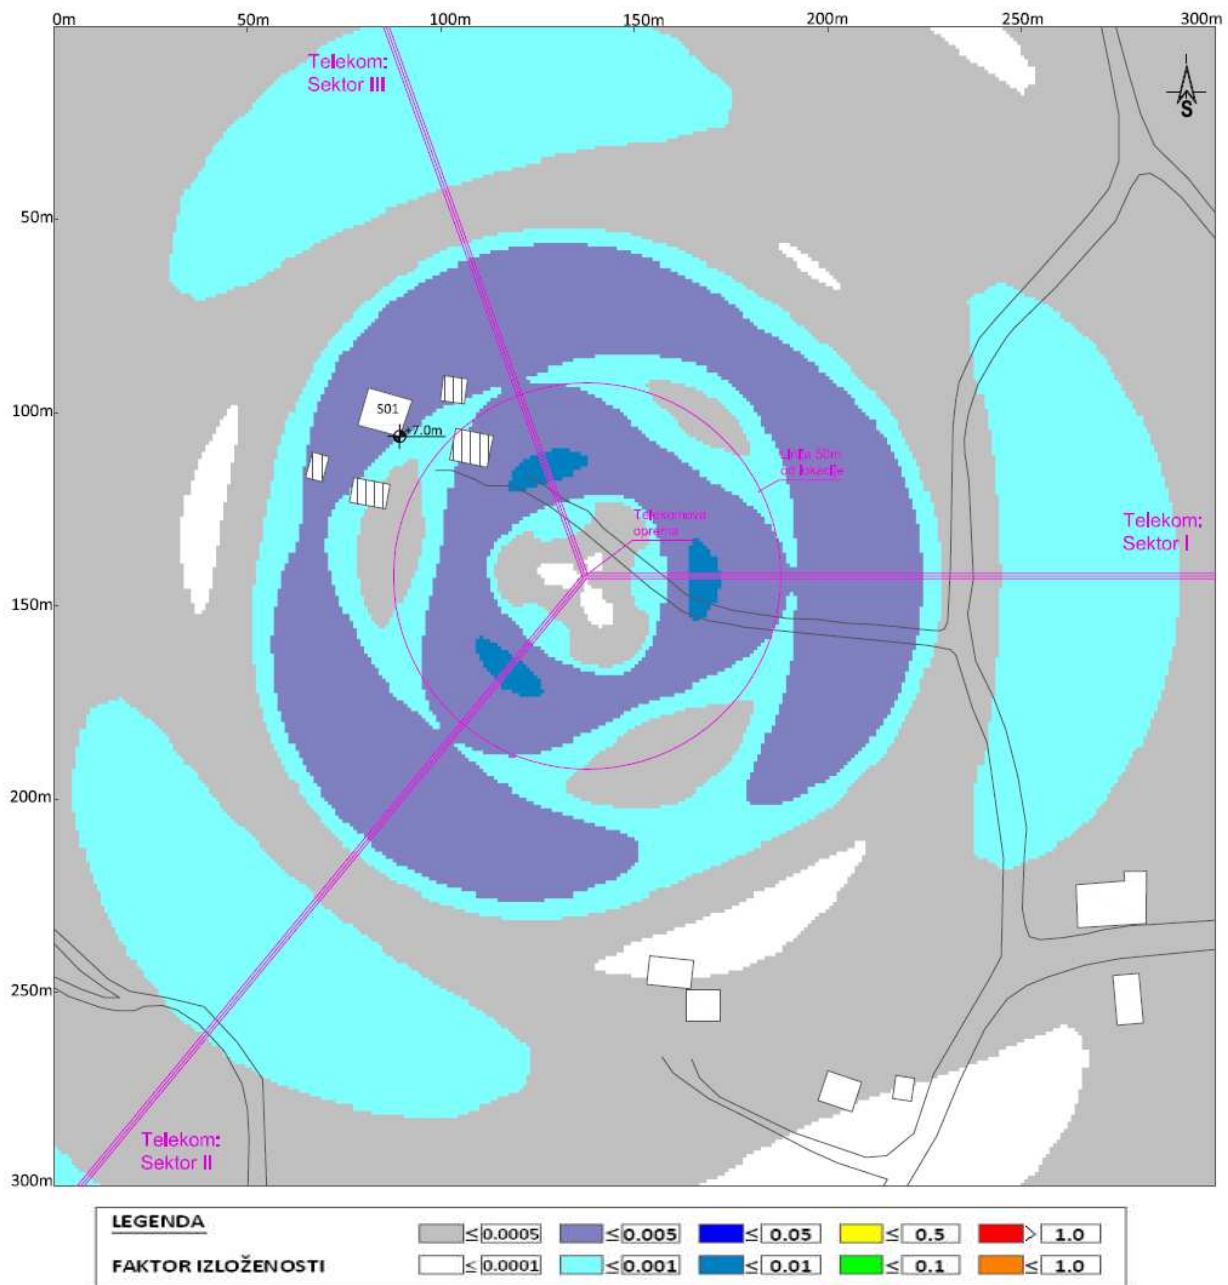 0m 50m 100m 150m 200m 250m 300m
Telekom:
Sektor III
S
50m
100m
S01
+7.0m
Linija 50m
od lokacije
Telekomova
oprema
Telekom:
Sektor I
150m
200m
250m
Telekom:
Sektor II
300m
LEGENDA
≤ 0.0005 ≤ 0.005 ≤ 0.05 ≤ 0.5 > 1.0
FAKTOR IZLOŽENOSTI ≤ 0.0001 ≤ 0.001 ≤ 0.01 ≤ 0.1 ≤ 1.0